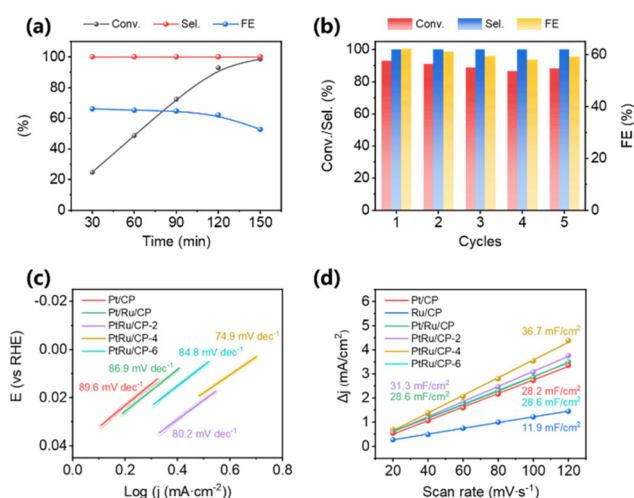 (a)
Conv. Sel. FE
100
80
60
40
20
0
(%)
30 60 90 120 150
Time (min)
(b)
Conv. Sel. FE
100
80
60
40
20
0
Conv./Sel. (%)
60
40
20
0
FE (%)
1 2 3 4 5
Cycles
(c)
Pt/CP
Pt/Ru/CP
PtRu/CP-2
PtRu/CP-4
PtRu/CP-6
-0.02
0.00
0.02
0.04
E (vs RHE)
74.9 mV dec⁻¹
84.8 mV dec⁻¹
86.9 mV dec⁻¹
89.6 mV dec⁻¹
80.2 mV dec⁻¹
0.0 0.2 0.4 0.6 0.8
Log (j (mA·cm⁻²))
(d)
Pt/CP
Ru/CP
Pt/Ru/CP
PtRu/CP-2
PtRu/CP-4
PtRu/CP-6
6
5
4
3
2
1
0
Δj (mA/cm²)
36.7 mF/cm²
31.3 mF/cm²
28.6 mF/cm²
28.2 mF/cm²
28.6 mF/cm²
11.9 mF/cm²
20 40 60 80 100 120
Scan rate (mV·s⁻¹)